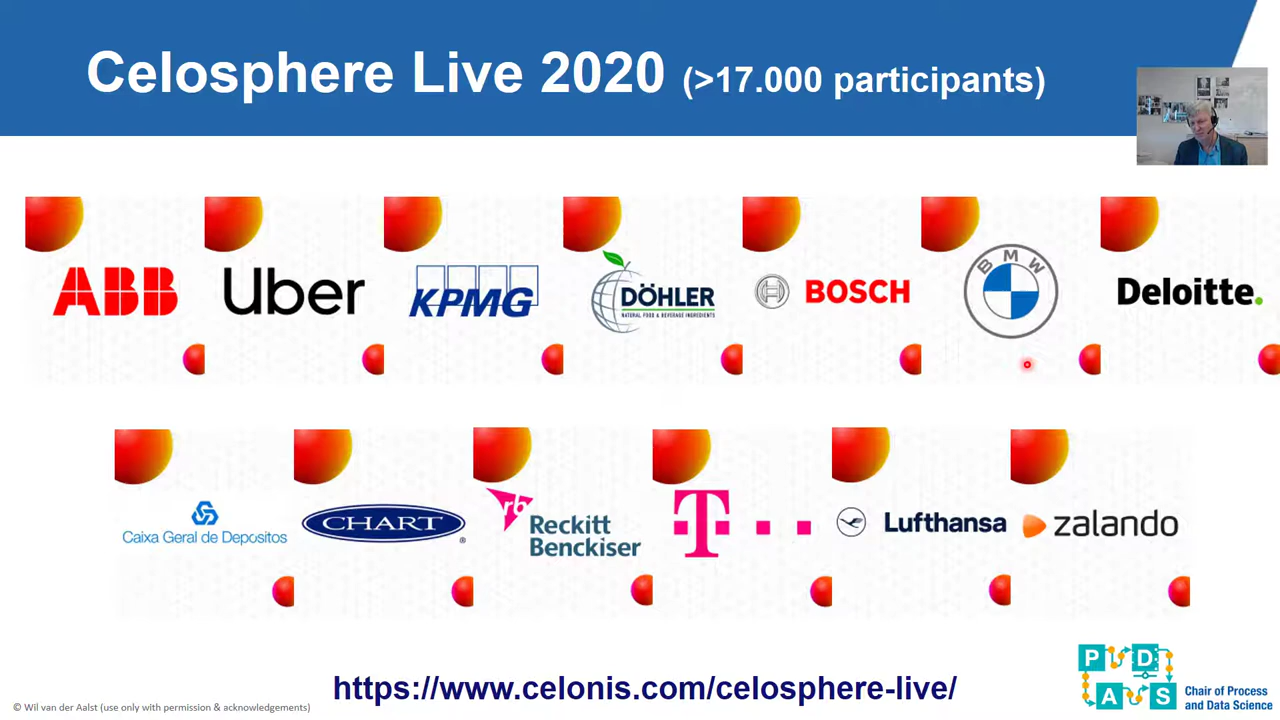 Celosphere Live 2020 (>17.000 participants)
ABB
Uber
KPMG
DÖHLER
NATURAL FOOD & BEVERAGE INGREDIENTS
BOSCH
BMW
Deloitte.
Caixa Geral de Depositos
CHART®
rb
Reckitt
Benckiser
T
Lufthansa
zalando
https://www.celonis.com/celosphere-live/
© Wil van der Aalst (use only with permission & acknowledgements)
P D
A S
Chair of Process
and Data Science